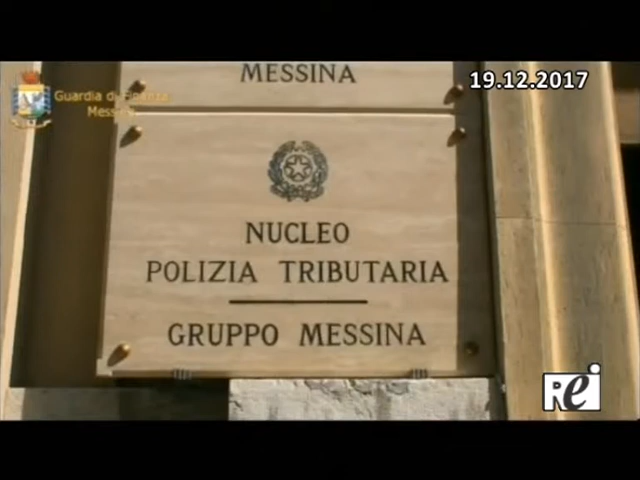 MESSINA
19.12.2017
Guardia di Finanza
Messina
NUCLEO
POLIZIA TRIBUTARIA
GRUPPO MESSINA
REi